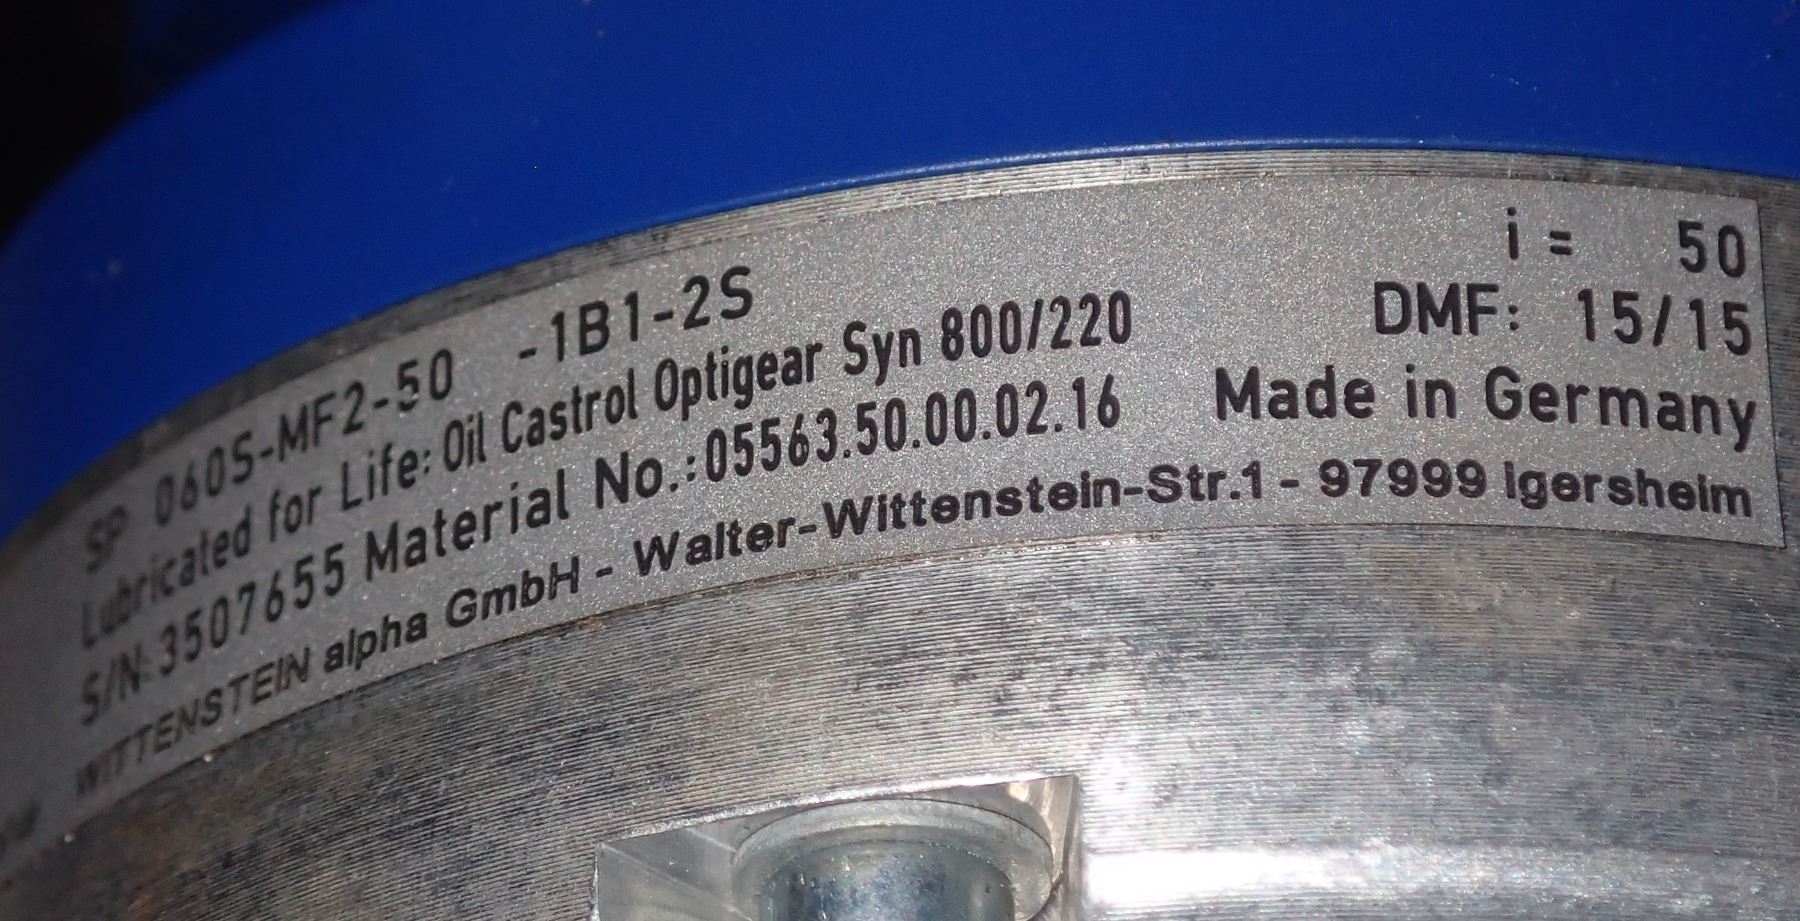 SP 060S-MF2-50 -1B1-2S i = 50
Lubricated for Life: Oil Castrol Optigear Syn 800/220 DMF: 15/15
S/N: 3507655 Material No.:05563.50.00.02.16 Made in Germany
WITTENSTEIN alpha GmbH - Walter-Wittenstein-Str.1 - 97999 Igersheim